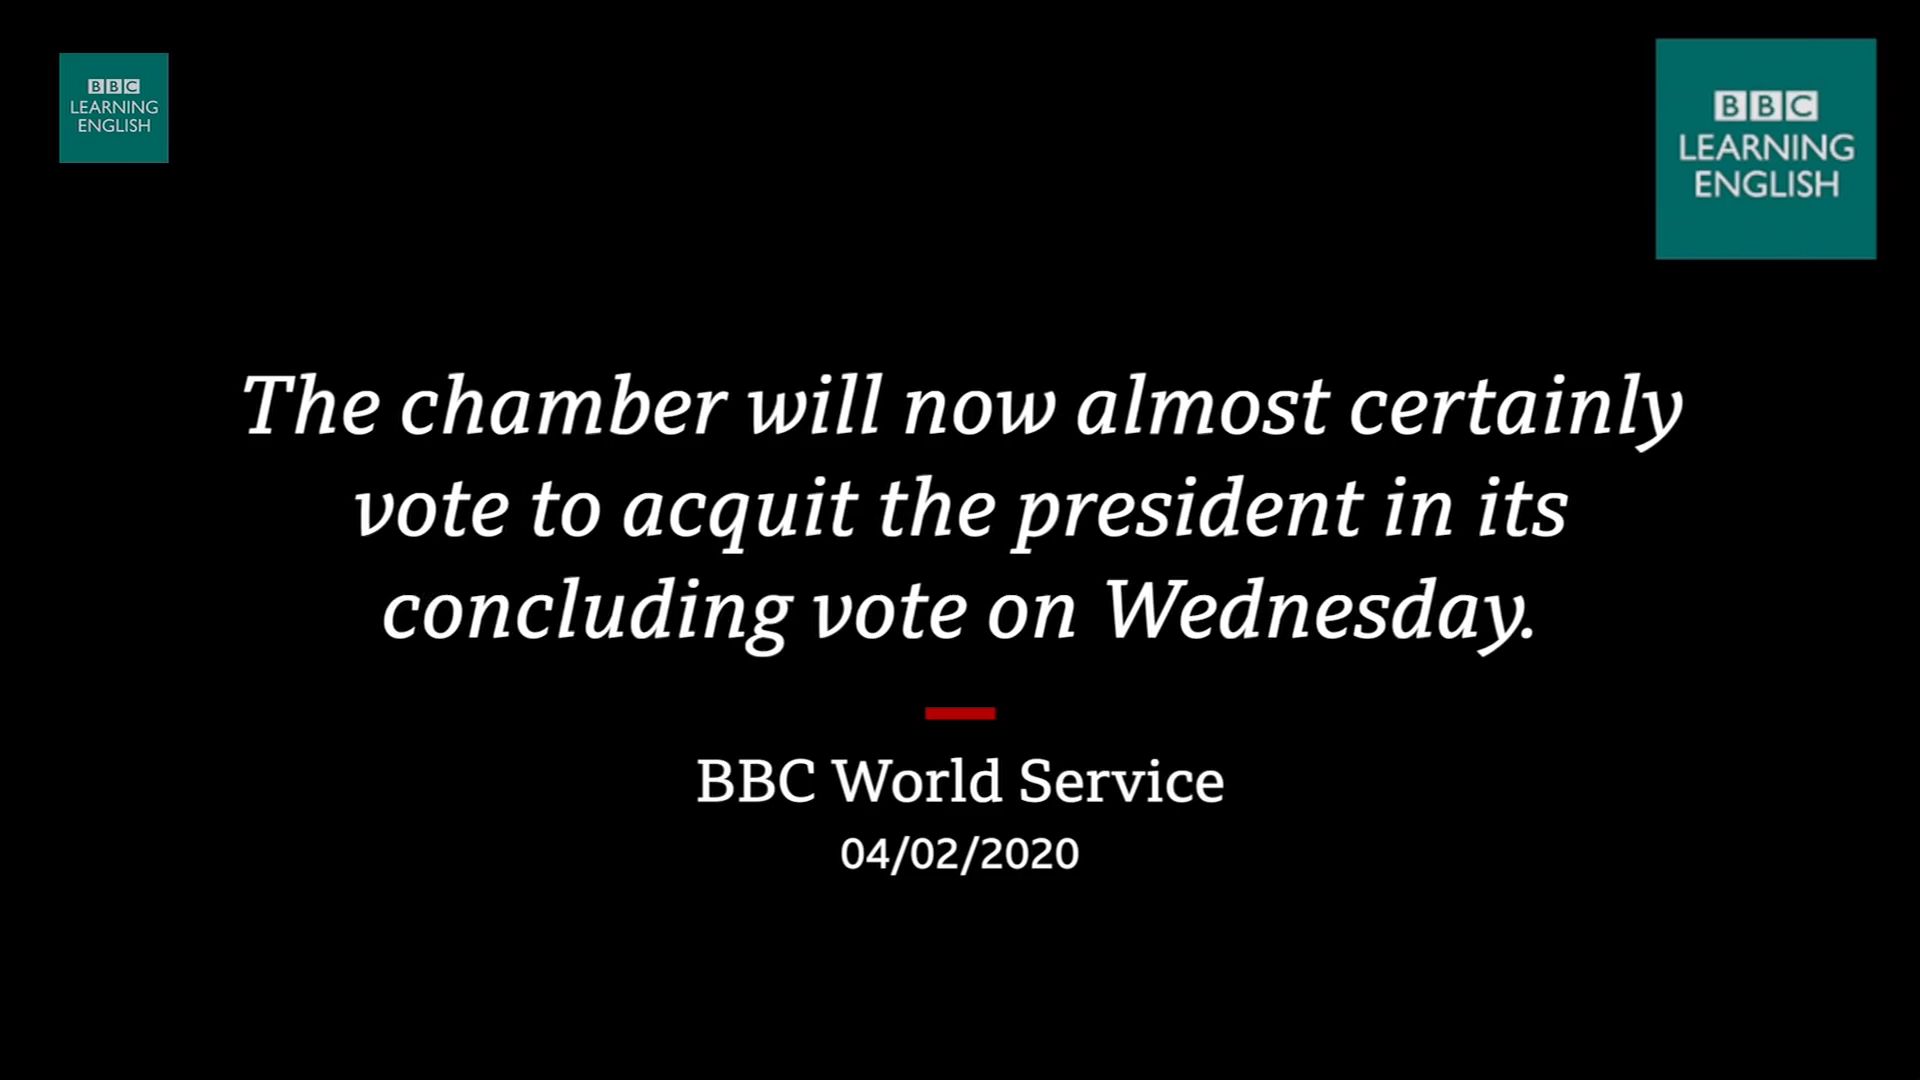 BBC
LEARNING
ENGLISH
BBC
LEARNING
ENGLISH
The chamber will now almost certainly
vote to acquit the president in its
concluding vote on Wednesday.
BBC World Service
04/02/2020